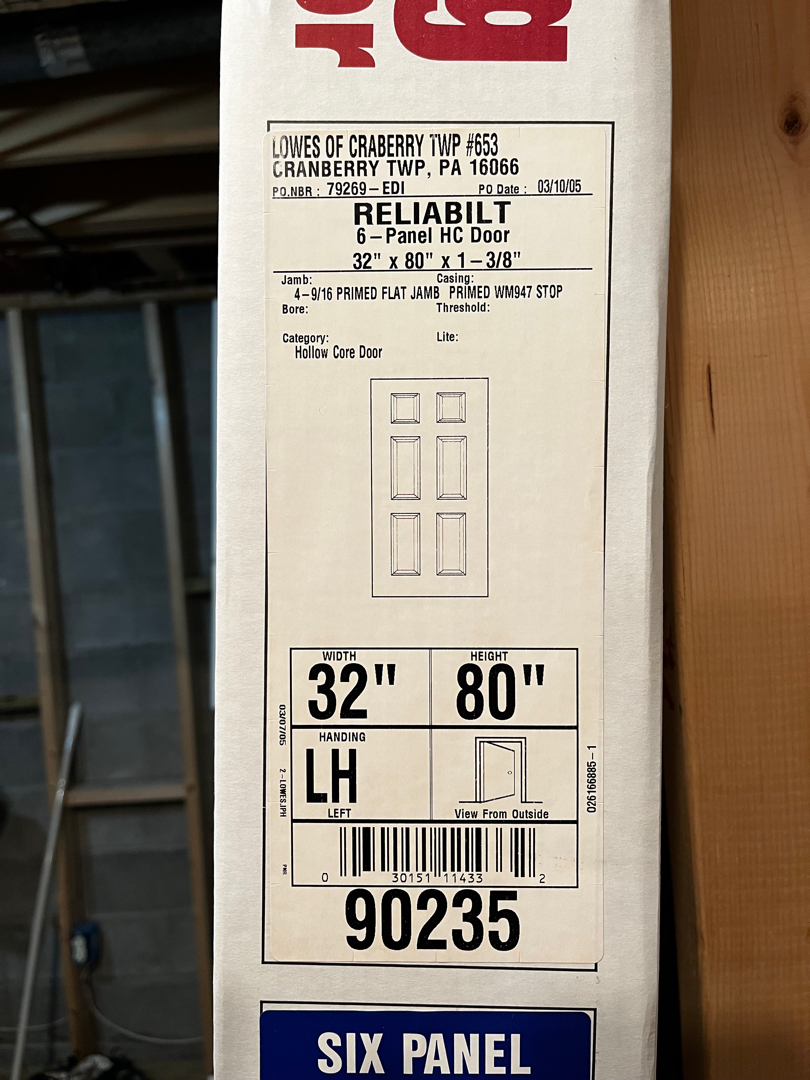 g
or
LOWES OF CRABERRY TWP #653
CRANBERRY TWP, PA 16066
PO.NBR : 79269-EDI PO Date : 03/10/05
RELIABILT
6-Panel HC Door
32" x 80" x 1-3/8"
Jamb: Casing:
4-9/16 PRIMED FLAT JAMB PRIMED WM947 STOP
Bore: Threshold:
Category: Lite:
Hollow Core Door
WIDTH HEIGHT
32" 80"
HANDING
LH
LEFT View From Outside
03/07/05 2-LOWESJPH
026166885-1
0 30151 11433 2
90235
SIX PANEL